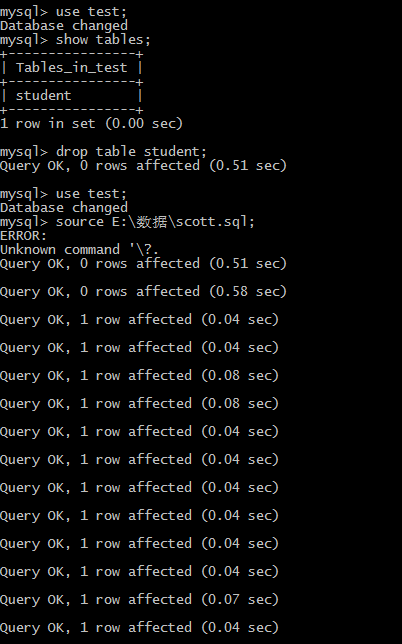 mysql> use test;
Database changed
mysql> show tables;
+----------------+
| Tables_in_test |
+----------------+
| student        |
+----------------+
1 row in set (0.00 sec)
mysql> drop table student;
Query OK, 0 rows affected (0.51 sec)
mysql> use test;
Database changed
mysql> source E:\数据\scott.sql;
ERROR:
Unknown command '\?.
Query OK, 0 rows affected (0.51 sec)
Query OK, 0 rows affected (0.58 sec)
Query OK, 1 row affected (0.04 sec)
Query OK, 1 row affected (0.04 sec)
Query OK, 1 row affected (0.08 sec)
Query OK, 1 row affected (0.08 sec)
Query OK, 1 row affected (0.04 sec)
Query OK, 1 row affected (0.04 sec)
Query OK, 1 row affected (0.04 sec)
Query OK, 1 row affected (0.04 sec)
Query OK, 1 row affected (0.04 sec)
Query OK, 1 row affected (0.04 sec)
Query OK, 1 row affected (0.07 sec)
Query OK, 1 row affected (0.04 sec)